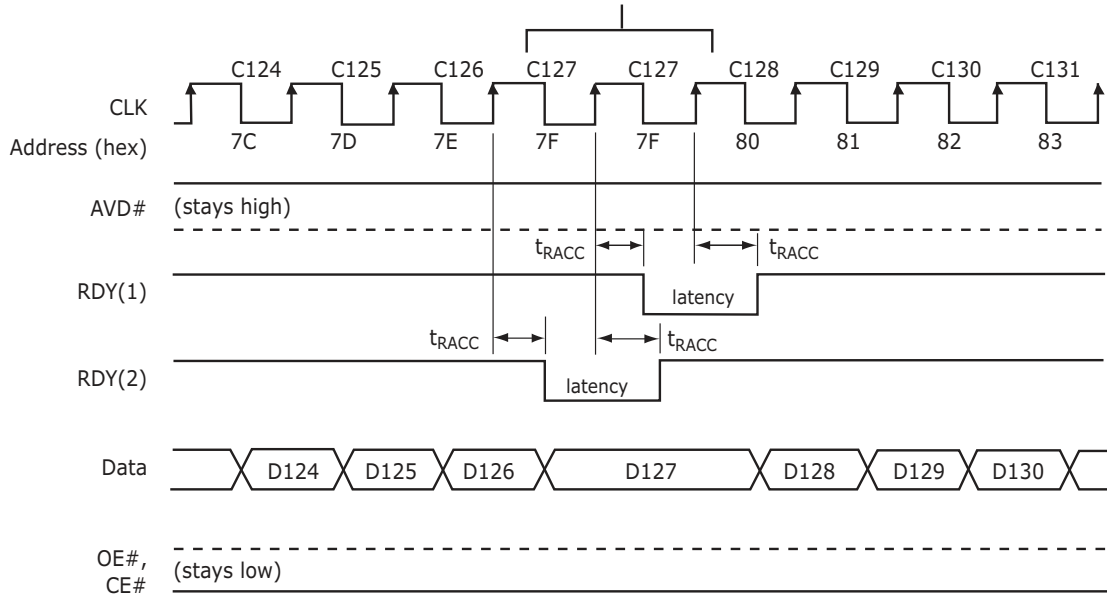 C124 C125 C126 C127 C127 C128 C129 C130 C131
CLK
Address (hex) 7C 7D 7E 7F 7F 80 81 82 83
AVD# (stays high)
tRACC tRACC
RDY(1) latency
tRACC tRACC
RDY(2) latency
Data D124 D125 D126 D127 D128 D129 D130
OE#,
CE# (stays low)